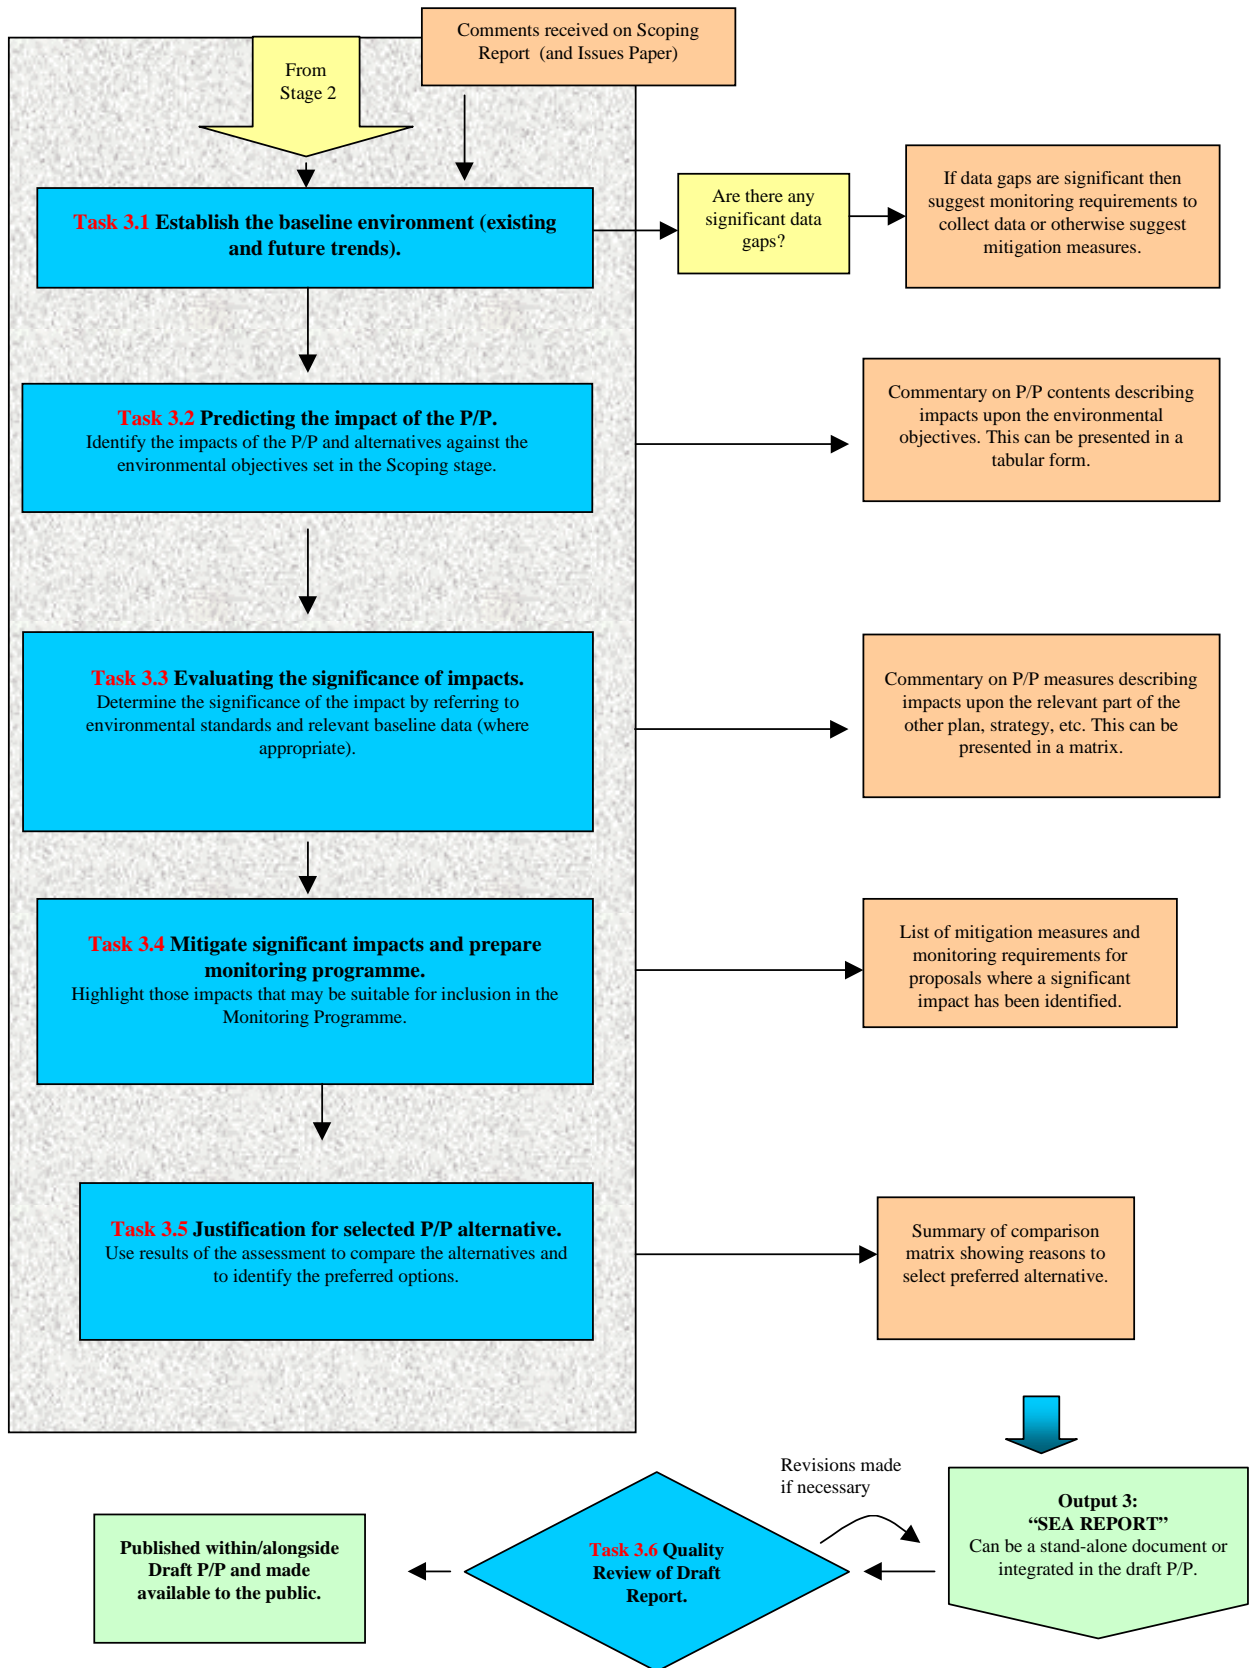 Comments received on Scoping
Report (and Issues Paper)
From
Stage 2
Task 3.1 Establish the baseline environment (existing
and future trends).
Are there any
significant data
gaps?
If data gaps are significant then
suggest monitoring requirements to
collect data or otherwise suggest
mitigation measures.
Task 3.2 Predicting the impact of the P/P.
Identify the impacts of the P/P and alternatives against the
environmental objectives set in the Scoping stage.
Commentary on P/P contents describing
impacts upon the environmental
objectives. This can be presented in a
tabular form.
Task 3.3 Evaluating the significance of impacts.
Determine the significance of the impact by referring to
environmental standards and relevant baseline data (where
appropriate).
Commentary on P/P measures describing
impacts upon the relevant part of the
other plan, strategy, etc. This can be
presented in a matrix.
Task 3.4 Mitigate significant impacts and prepare
monitoring programme.
Highlight those impacts that may be suitable for inclusion in the
Monitoring Programme.
List of mitigation measures and
monitoring requirements for
proposals where a significant
impact has been identified.
Task 3.5 Justification for selected P/P alternative.
Use results of the assessment to compare the alternatives and
to identify the preferred options.
Summary of comparison
matrix showing reasons to
select preferred alternative.
Revisions made
if necessary
Output 3:
“SEA REPORT”
Can be a stand-alone document or
integrated in the draft P/P.
Task 3.6 Quality
Review of Draft
Report.
Published within/alongside
Draft P/P and made
available to the public.